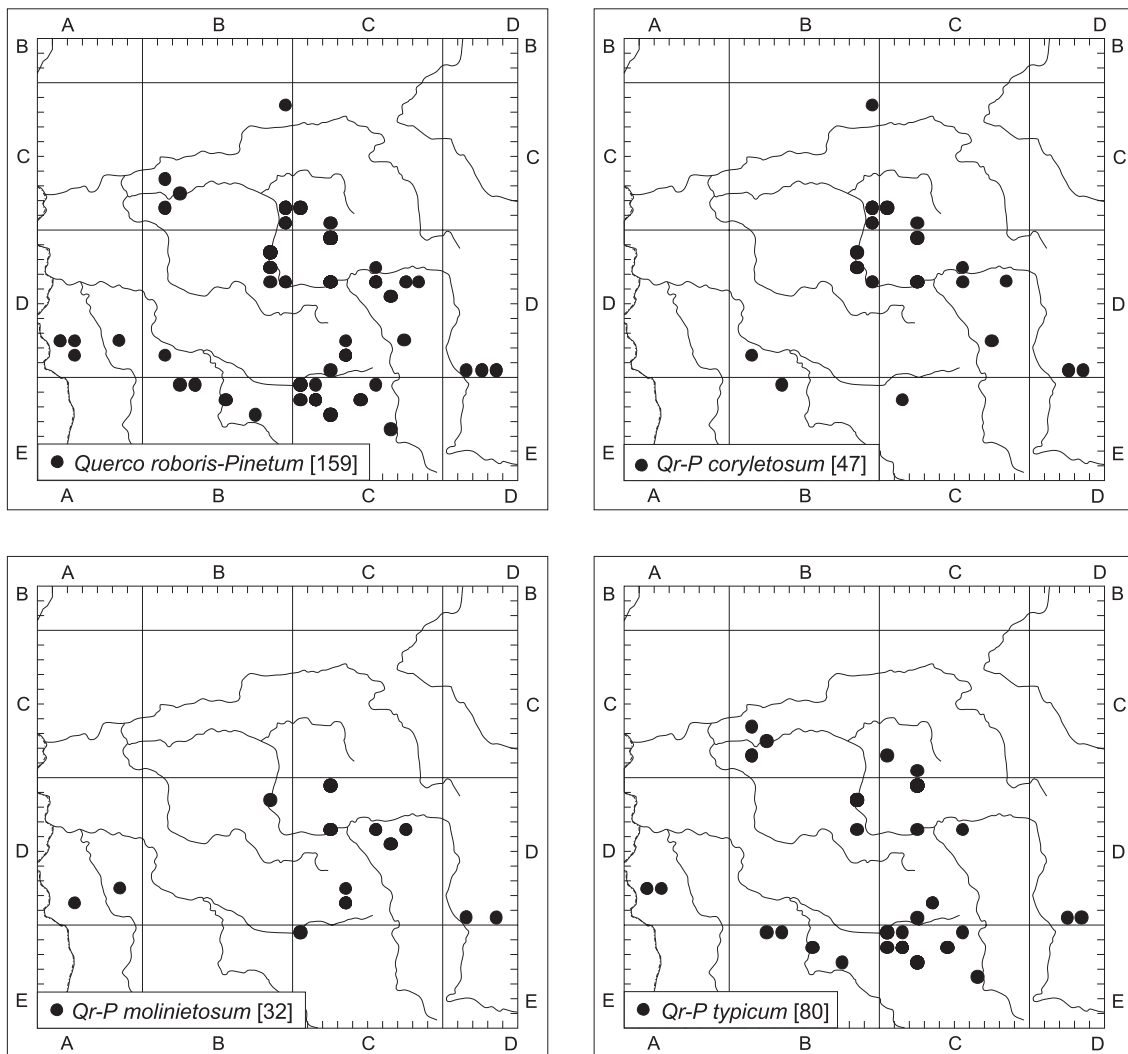 A B C D
B B
C C
D D
E E
Querco roboris-Pinetum [159]
A B C D
A B C D
B B
C C
D D
E E
Qr-P coryletosum [47]
A B C D
A B C D
B B
C C
D D
E E
Qr-P molinietosum [32]
A B C D
A B C D
B B
C C
D D
E E
Qr-P typicum [80]
A B C D